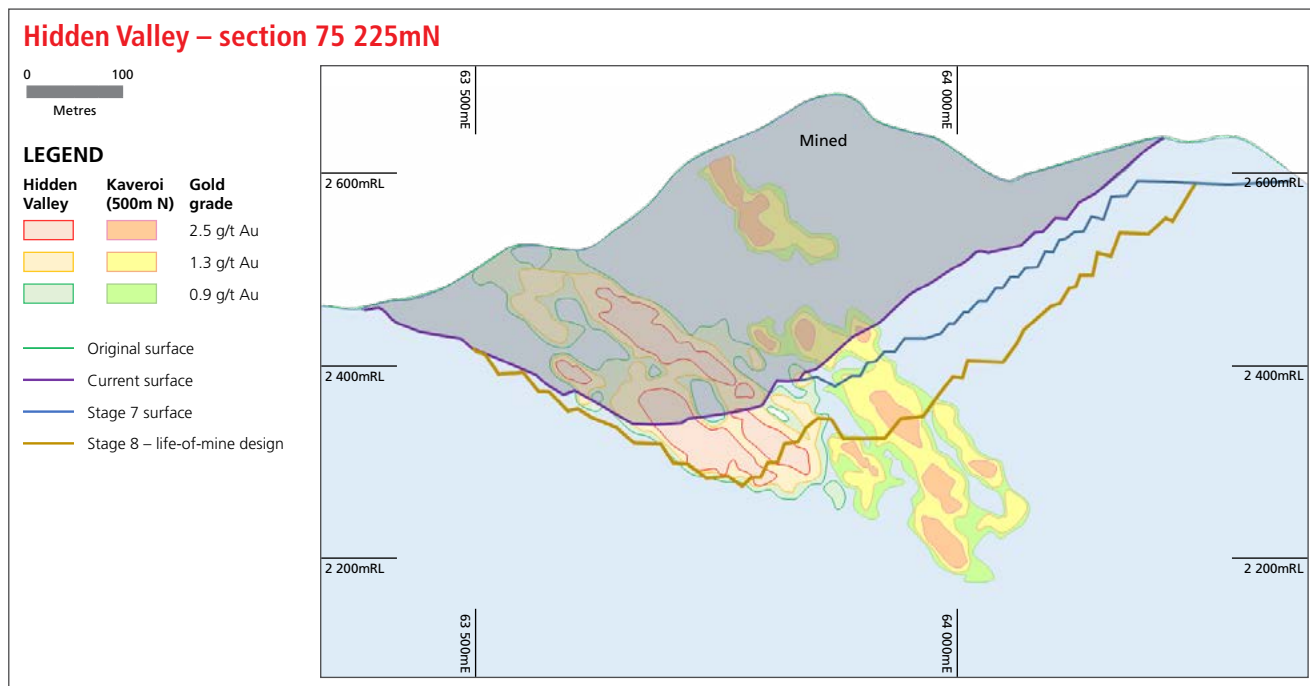 Hidden Valley – section 75 225mN
0 100
Metres
LEGEND
Hidden Valley
Kaveroi (500m N)
Gold grade
2.5 g/t Au
1.3 g/t Au
0.9 g/t Au
Original surface
Current surface
Stage 7 surface
Stage 8 – life-of-mine design
63 500mE
64 000mE
Mined
2 600mRL
2 600mRL
2 400mRL
2 400mRL
2 200mRL
2 200mRL
63 500mE
64 000mE